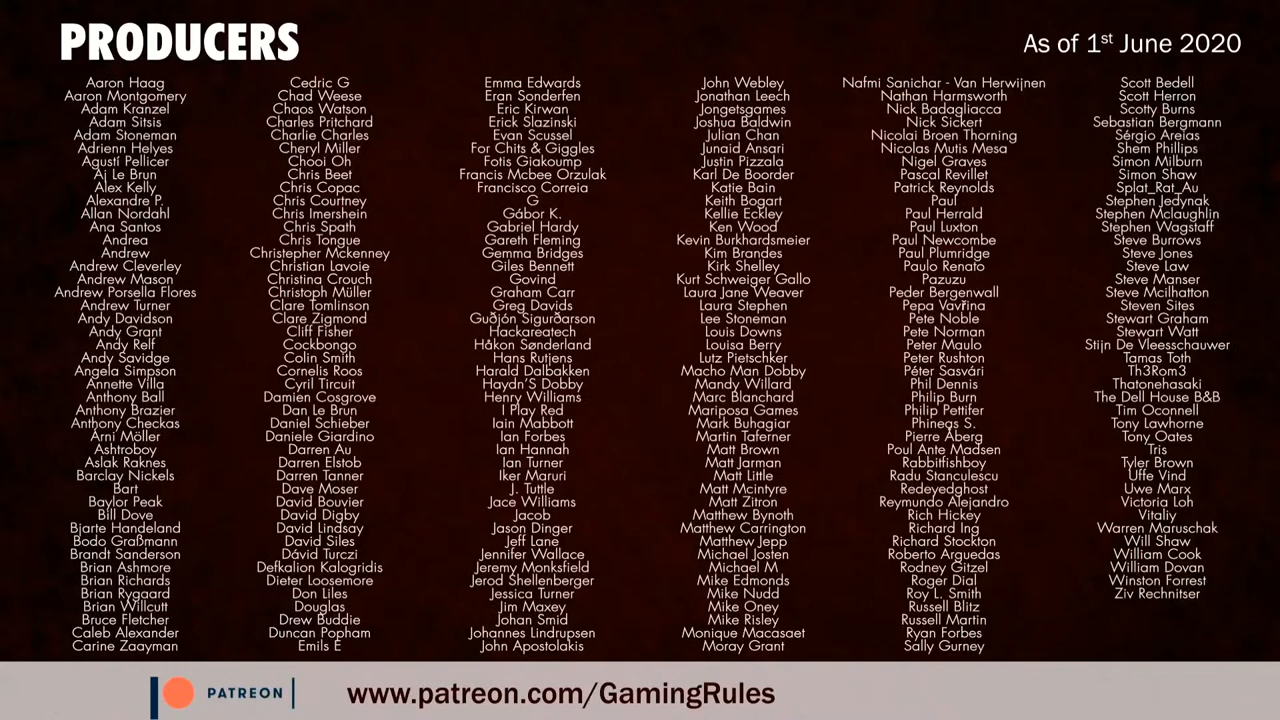 PRODUCERS
As of 1st June 2020
Aaron Haag
Aaron Montgomery
Adam Kranzel
Adam Sitsis
Adam Stoneman
Adrienn Helyes
Agustí Pellicer
Aj Le Brun
Alex Kelly
Alexandre P.
Allan Nordahl
Ana Santos
Andrea
Andrew
Andrew Cleverley
Andrew Mason
Andrew Porsella Flores
Andrew Turner
Andy Davidson
Andy Grant
Andy Relf
Andy Savidge
Angela Simpson
Annette Villa
Anthony Ball
Anthony Brazier
Anthony Checkas
Arni Möller
Ashtroboy
Aslak Raknes
Barclay Nickels
Bart
Baylor Peak
Bill Dove
Bjarte Handeland
Bodo Graßmann
Brandt Sanderson
Brian Ashmore
Brian Richards
Brian Rygaard
Brian Willcutt
Bruce Fletcher
Caleb Alexander
Carine Zaayman
Cedric G
Chad Weese
Chaos Watson
Charles Pritchard
Charlie Charles
Cheryl Miller
Chooi Oh
Chris Beet
Chris Copac
Chris Courtney
Chris Imershein
Chris Spath
Chris Tongue
Christepher Mckenney
Christian Lavoie
Christina Crouch
Christoph Müller
Clare Tomlinson
Clare Zigmond
Cliff Fisher
Cockbongo
Colin Smith
Cornelis Roos
Cyril Tircuit
Damien Cosgrove
Dan Le Brun
Daniel Schieber
Daniele Giardino
Darren Au
Darren Elstob
Darren Tanner
Dave Moser
David Bouvier
David Digby
David Lindsay
David Siles
Dávid Turczi
Defkalion Kalogridis
Dieter Loosemore
Don Liles
Douglas
Drew Buddie
Duncan Popham
Emils E
Emma Edwards
Eran Sonderfen
Eric Kirwan
Erick Slazinski
Evan Scussel
For Chits & Giggles
Fotis Giakoump
Francis Mcbee Orzulak
Francisco Correia
G
Gábor K.
Gabriel Hardy
Gareth Fleming
Gemma Bridges
Giles Bennett
Govind
Graham Carr
Greg Davids
Guðjón Sigurðarson
Hackareatech
Håkon Sønderland
Hans Rutjens
Harald Dalbakken
Haydn'S Dobby
Henry Williams
I Play Red
Iain Mabbott
Ian Forbes
Ian Hannah
Ian Turner
Iker Maruri
J. Tuttle
Jace Williams
Jacob
Jason Dinger
Jeff Lane
Jennifer Wallace
Jeremy Monksfield
Jerod Shellenberger
Jessica Turner
Jim Maxey
Johan Smid
Johannes Lindrupsen
John Apostolakis
John Webley
Jonathan Leech
Jongetsgames
Joshua Baldwin
Julian Chan
Junaid Ansari
Justin Pizzala
Karl De Boorder
Katie Bain
Keith Bogart
Kellie Eckley
Ken Wood
Kevin Burkhardsmeier
Kim Brandes
Kirk Shelley
Kurt Schweiger Gallo
Laura Jane Weaver
Laura Stephen
Lee Stoneman
Louis Downs
Louisa Berry
Lutz Pietschker
Macho Man Dobby
Mandy Willard
Marc Blanchard
Mariposa Games
Mark Buhagiar
Martin Taferner
Matt Brown
Matt Jarman
Matt Little
Matt Mcintyre
Matt Zitron
Matthew Bynoth
Matthew Carrington
Matthew Jepp
Michael Josten
Michael M
Mike Edmonds
Mike Nudd
Mike Oney
Mike Risley
Monique Macasaet
Moray Grant
Nafmi Sanichar - Van Herwijnen
Nathan Harmsworth
Nick Badagliacca
Nick Sickert
Nicolai Broen Thorning
Nicolas Mutis Mesa
Nigel Graves
Pascal Revillet
Patrick Reynolds
Paul
Paul Herrald
Paul Luxton
Paul Newcombe
Paul Plumridge
Paulo Renato
Pazuzu
Peder Bergenwall
Pepa Vavřina
Pete Noble
Pete Norman
Peter Maulo
Peter Rushton
Péter Sasvári
Phil Dennis
Philip Burn
Philip Pettifer
Phineas S.
Pierre Åberg
Poul Ante Madsen
Rabbitfishboy
Radu Stanculescu
Redeyedghost
Reymundo Alejandro
Rich Hickey
Richard Ing
Richard Stockton
Roberto Arguedas
Rodney Gitzel
Roger Dial
Roy L. Smith
Russell Blitz
Russell Martin
Ryan Forbes
Sally Gurney
Scott Bedell
Scott Herron
Scotty Burns
Sebastian Bergmann
Sérgio Areias
Shem Phillips
Simon Milburn
Simon Shaw
Splat_Rat_Au
Stephen Jedynak
Stephen Mclaughlin
Stephen Wagstaff
Steve Burrows
Steve Jones
Steve Law
Steve Manser
Steve Mcilhatton
Steven Sites
Stewart Graham
Stewart Watt
Stijn De Vleesschauwer
Tamas Toth
Th3Rom3
Thatonehasaki
The Dell House B&B
Tim Oconnell
Tony Lawhorne
Tony Oates
Tris
Tyler Brown
Uffe Vind
Uwe Marx
Victoria Loh
Vitaliy
Warren Maruschak
Will Shaw
William Cook
William Dovan
Winston Forrest
Ziv Rechnitser
PATREON
www.patreon.com/GamingRules